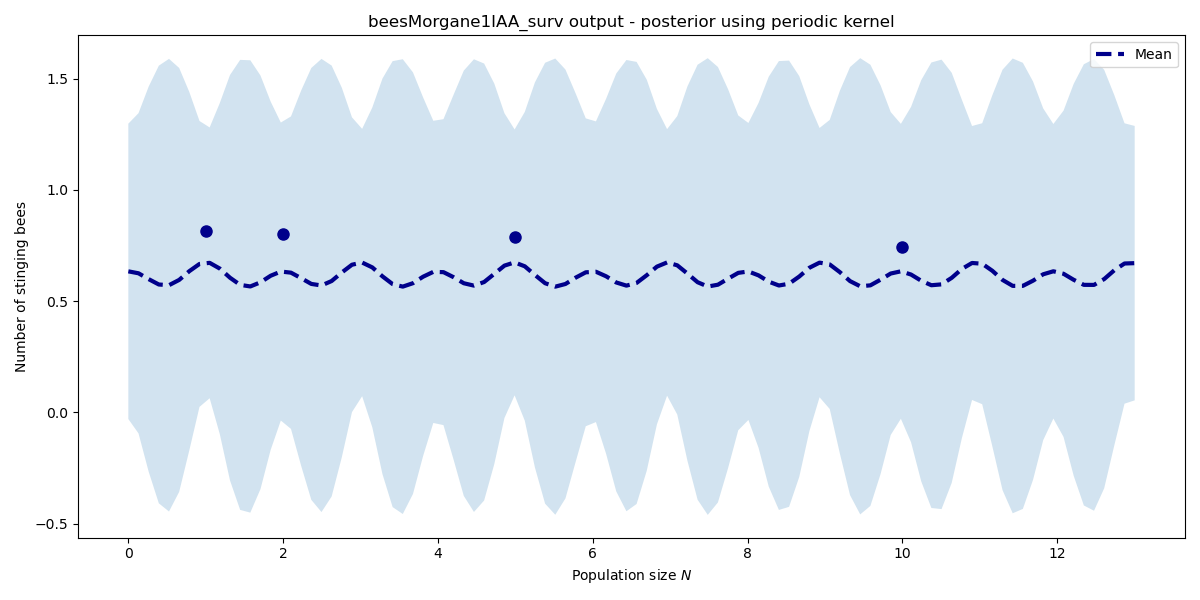 beesMorgane1IAA_surv output - posterior using periodic kernel
Mean
Number of stinging bees
1.5
1.0
0.5
0.0
−0.5
0 2 4 6 8 10 12
Population size N